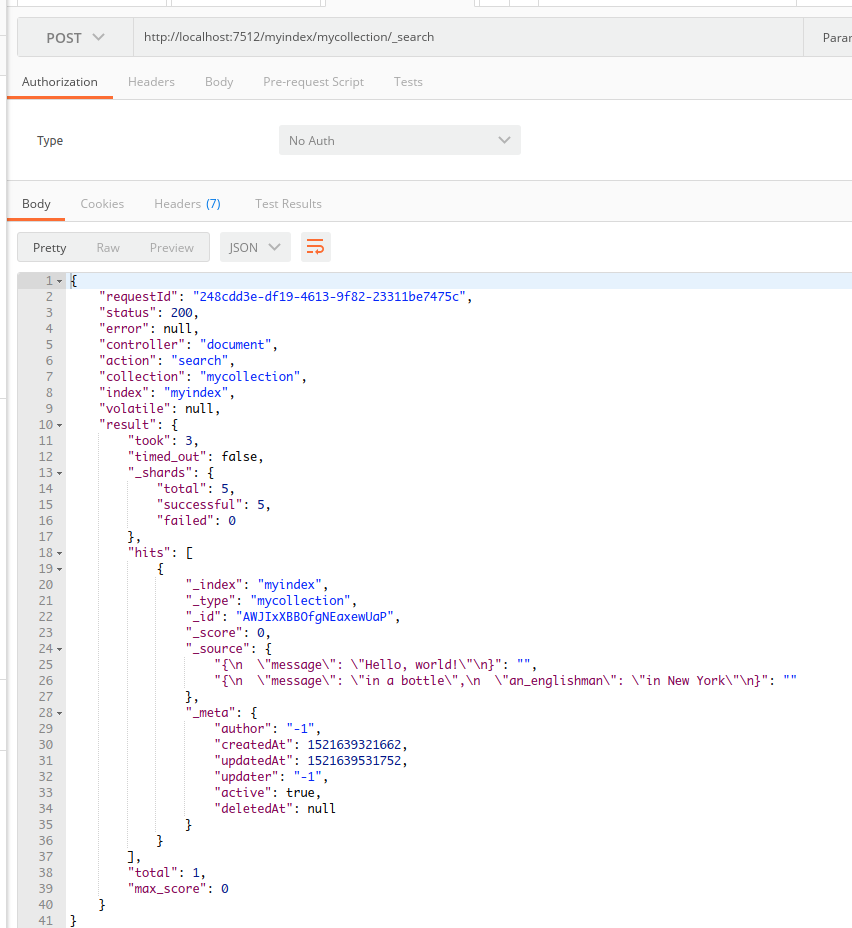 POST http://localhost:7512/myindex/mycollection/_search
Authorization Headers Body Pre-request Script Tests
Type No Auth
Body Cookies Headers (7) Test Results
Pretty Raw Preview JSON
1 {
2 "requestId": "248cdd3e-df19-4613-9f82-23311be7475c",
3 "status": 200,
4 "error": null,
5 "controller": "document",
6 "action": "search",
7 "collection": "mycollection",
8 "index": "myindex",
9 "volatile": null,
10 "result": {
11 "took": 3,
12 "timed_out": false,
13 "_shards": {
14 "total": 5,
15 "successful": 5,
16 "failed": 0
17 },
18 "hits": [
19 {
20 "_index": "myindex",
21 "_type": "mycollection",
22 "_id": "AWJIxXBBOfgNEaxewUaP",
23 "_score": 0,
24 "_source": {
25 "{\n  \"message\": \"Hello, world!\"\n}": "",
26 "{\n  \"message\": \"in a bottle\",\n  \"an_englishman\": \"in New York\"\n}": ""
27 },
28 "_meta": {
29 "author": "-1",
30 "createdAt": 1521639321662,
31 "updatedAt": 1521639531752,
32 "updater": "-1",
33 "active": true,
34 "deletedAt": null
35 }
36 }
37 ],
38 "total": 1,
39 "max_score": 0
40 }
41 }